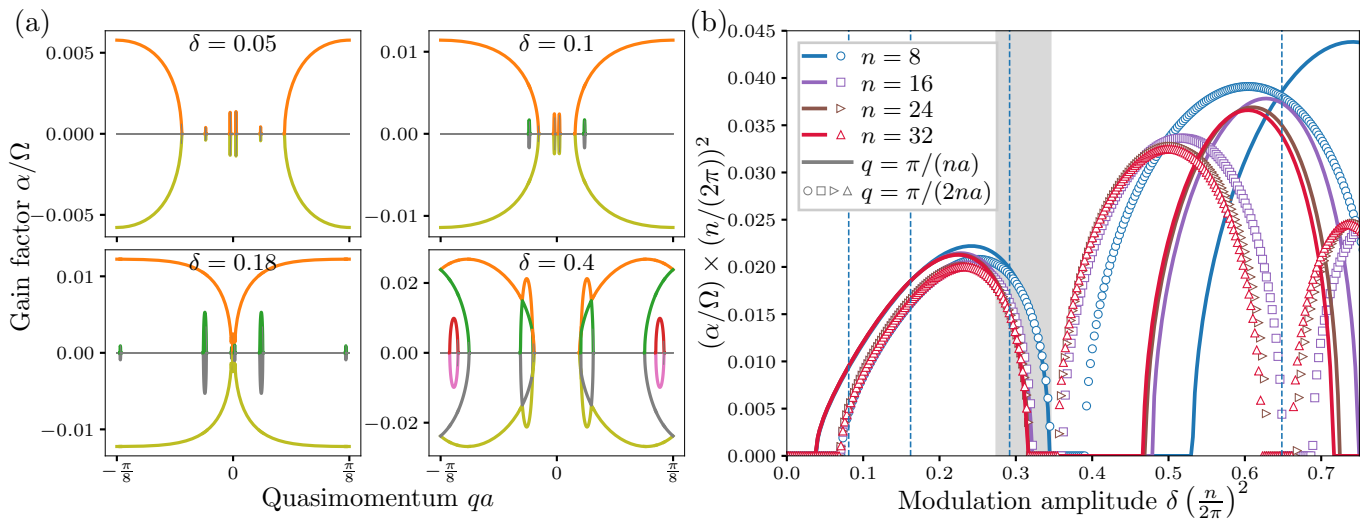 (a)
Gain factor α/Ω
δ = 0.05
0.005
0.000
−0.005
δ = 0.1
0.01
0.00
−0.01
δ = 0.18
0.01
0.00
−0.01
−π/8
0
π/8
δ = 0.4
0.02
0.00
−0.02
−π/8
0
π/8
Quasimomentum qa
(b)
(α/Ω) × (n/(2π))²
0.045
0.040
0.035
0.030
0.025
0.020
0.015
0.010
0.005
0.000
n = 8
n = 16
n = 24
n = 32
q = π/(na)
q = π/(2na)
0.0 0.1 0.2 0.3 0.4 0.5 0.6 0.7
Modulation amplitude δ (n/2π)²